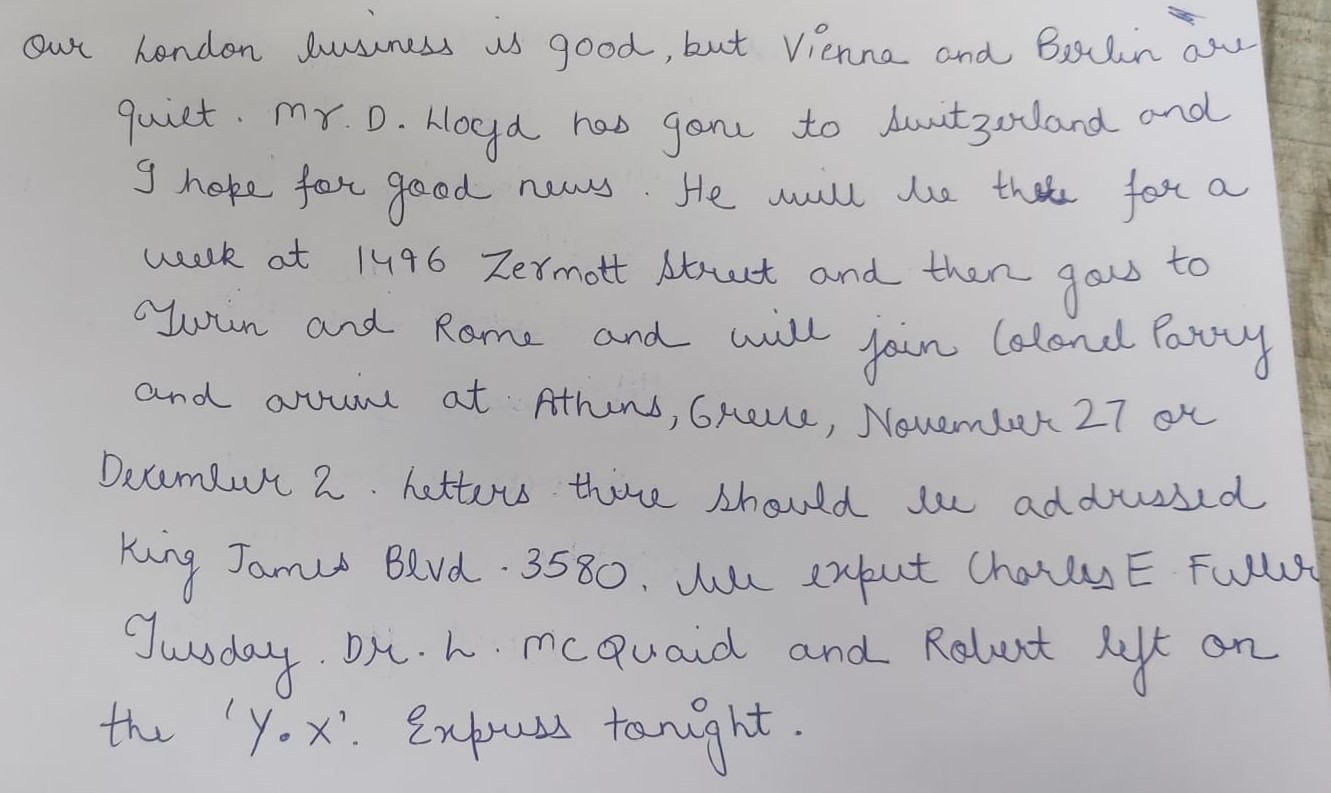 Our London business is good, but Vienna and Berlin are
quiet. Mr. D. Lloyd has gone to Switzerland and
I hope for good news. He will be there for a
week at 1496 Zermott Street and then goes to
Turin and Rome and will join Colonel Parry
and arrive at Athens, Greece, November 27 or
December 2. Letters there should be addressed
King James Blvd. 3580. We expect Charles E Fuller
Tuesday. Dr. L. McQuaid and Robert left on
the 'Y.X'. Express tonight.